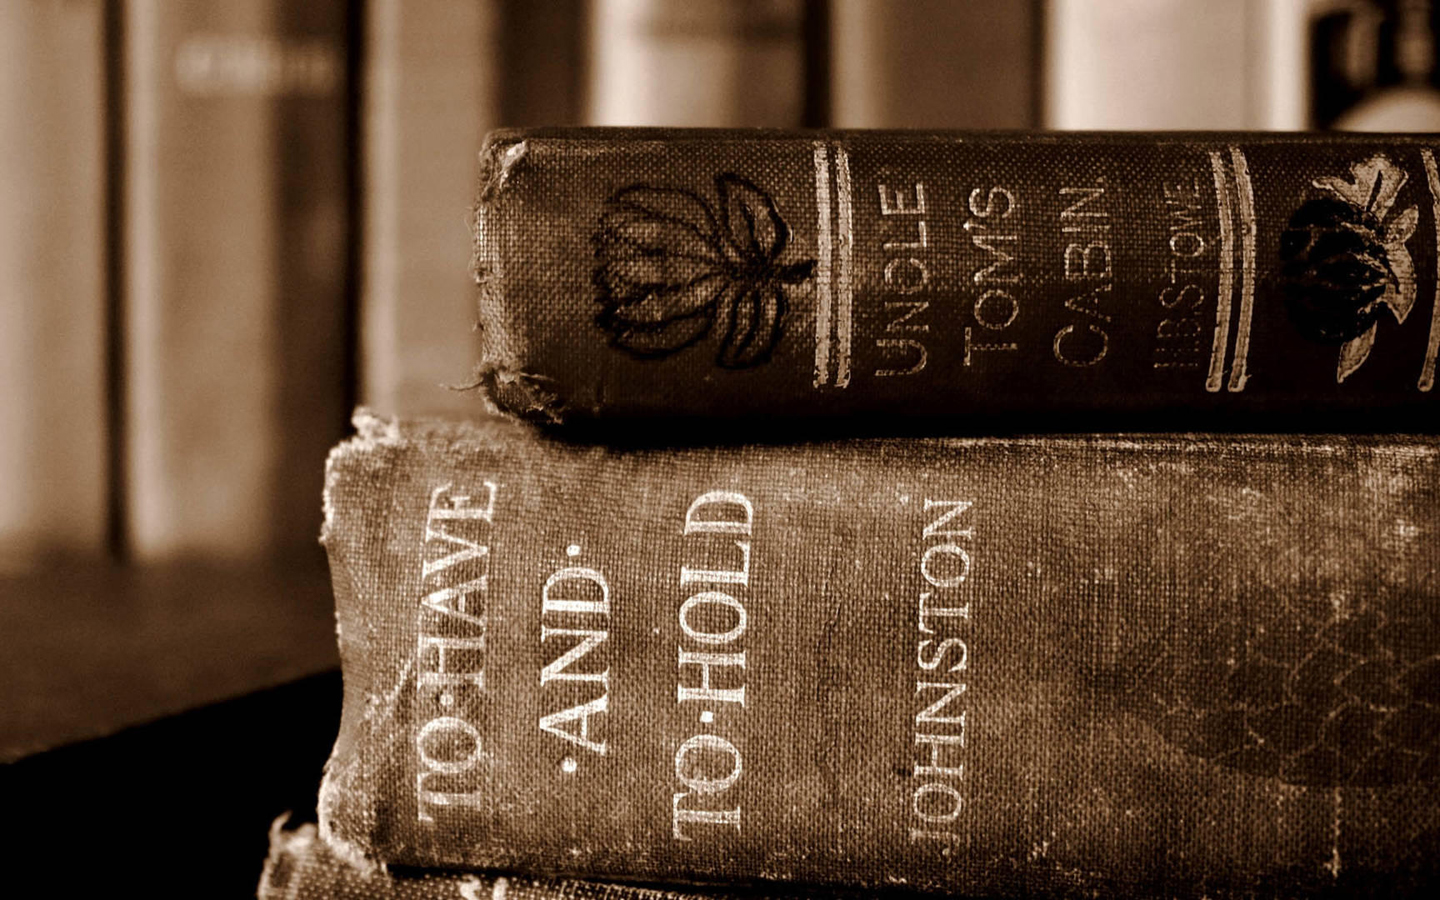 UNCLE
TOM'S
CABIN
H.B.STOWE
TO·HAVE
·AND·
TO·HOLD
JOHNSTON